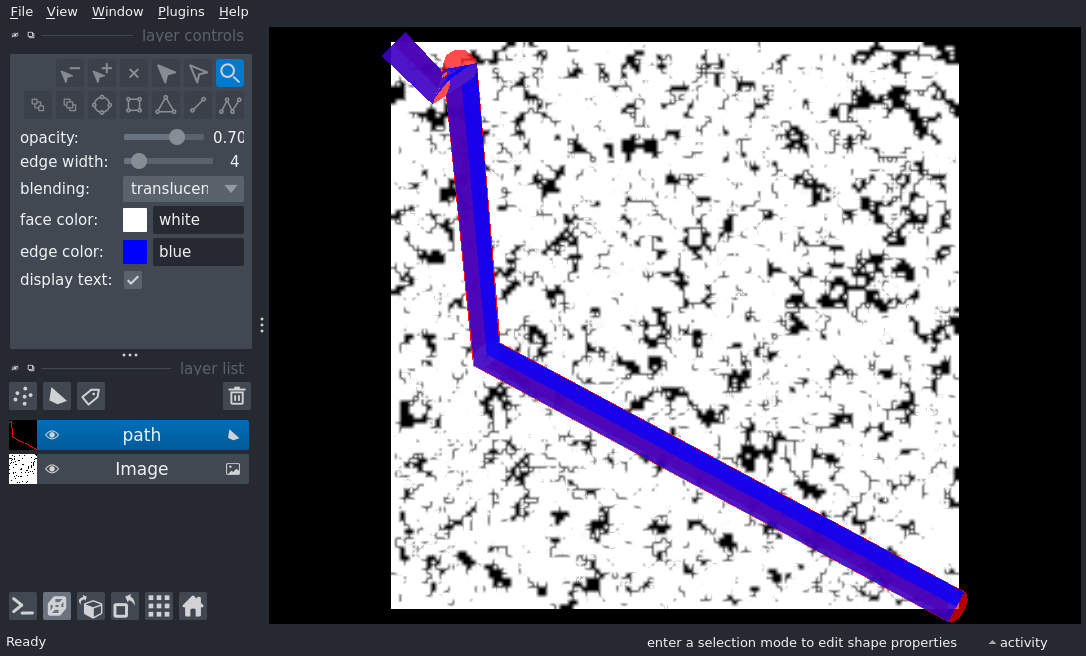 File View Window Plugins Help
layer controls
opacity: 0.70
edge width: 4
blending: translucen
face color: white
edge color: blue
display text:
layer list
path
Image
Ready
enter a selection mode to edit shape properties
activity